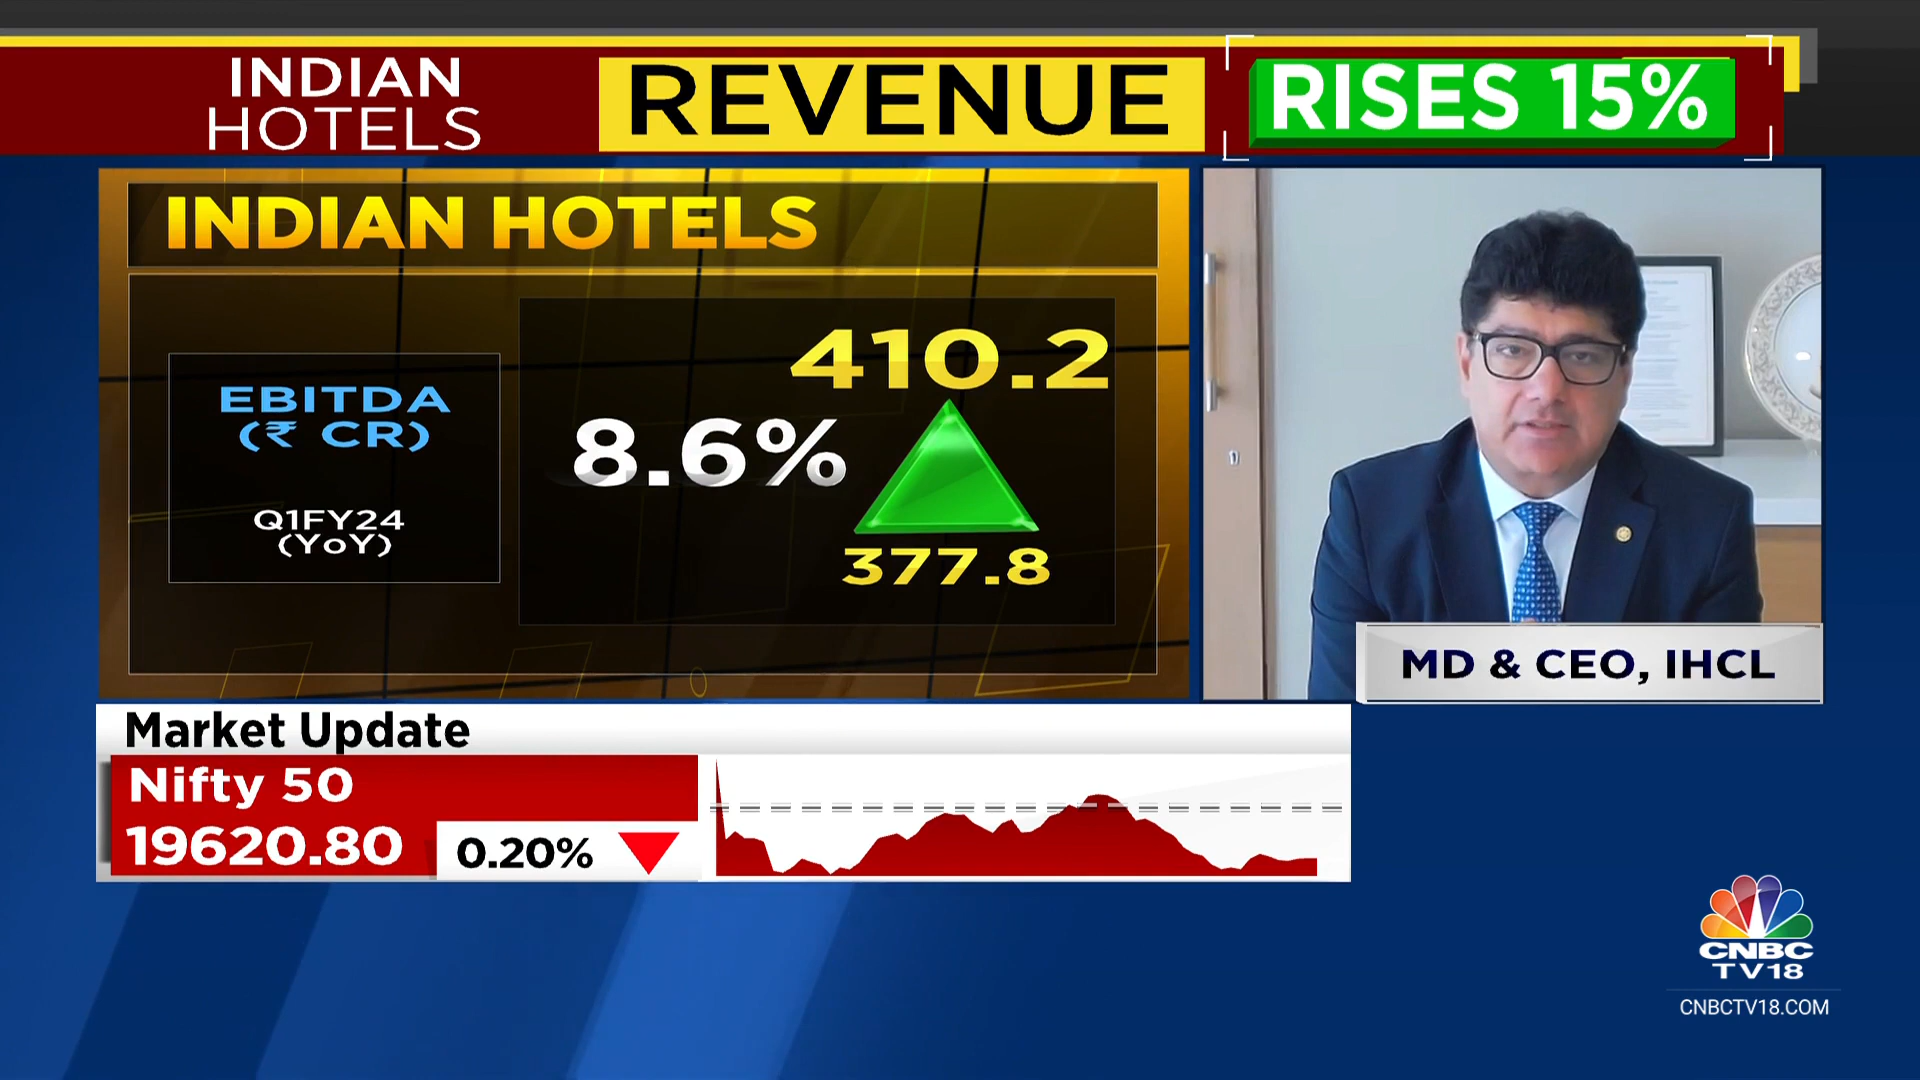 INDIAN
HOTELS
REVENUE
RISES 15%
INDIAN HOTELS
EBITDA
(₹ CR)
Q1FY24
(YoY)
410.2
8.6%
377.8
MD & CEO, IHCL
Market Update
Nifty 50
19620.80
0.20%
CNBC
TV18
CNBCTV18.COM